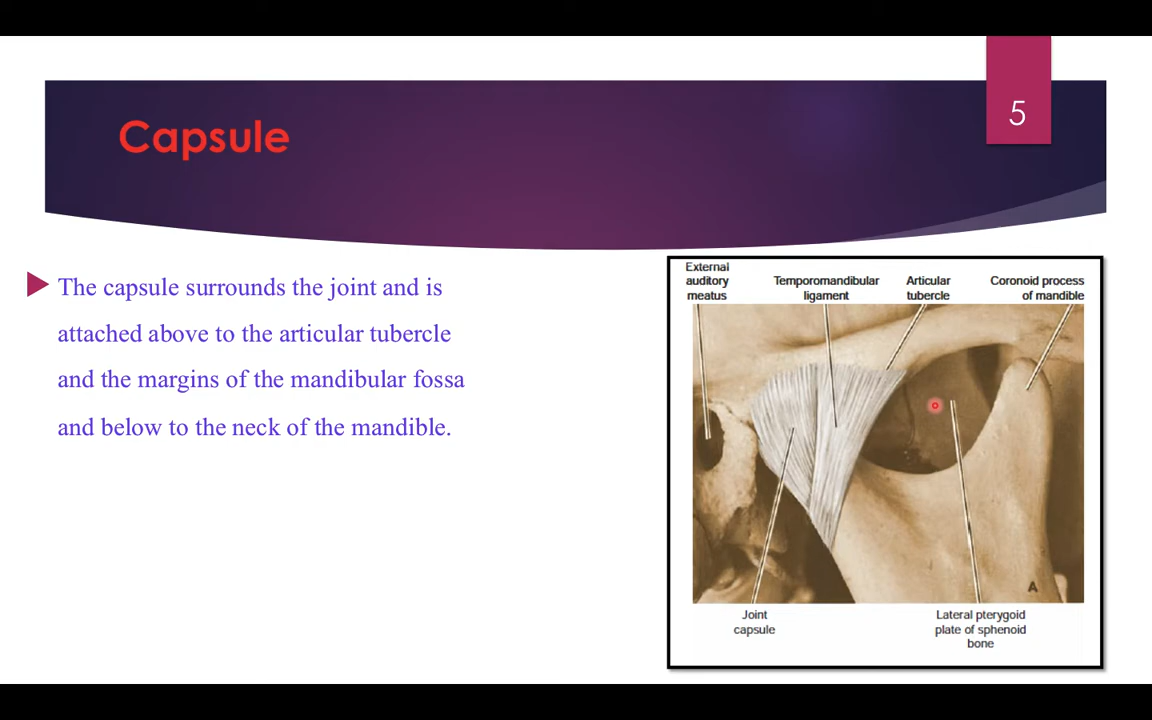 5
Capsule
The capsule surrounds the joint and is
attached above to the articular tubercle
and the margins of the mandibular fossa
and below to the neck of the mandible.
External
auditory
meatus
Temporomandibular
ligament
Articular
tubercle
Coronoid process
of mandible
A
Joint
capsule
Lateral pterygoid
plate of sphenoid
bone